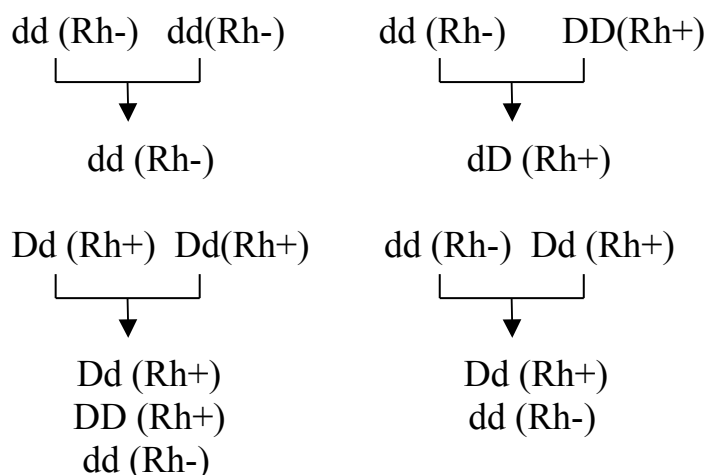 dd (Rh-) dd(Rh-)
dd (Rh-)
dd (Rh-) DD(Rh+)
dD (Rh+)
Dd (Rh+) Dd(Rh+)
Dd (Rh+)
DD (Rh+)
dd (Rh-)
dd (Rh-) Dd (Rh+)
Dd (Rh+)
dd (Rh-)